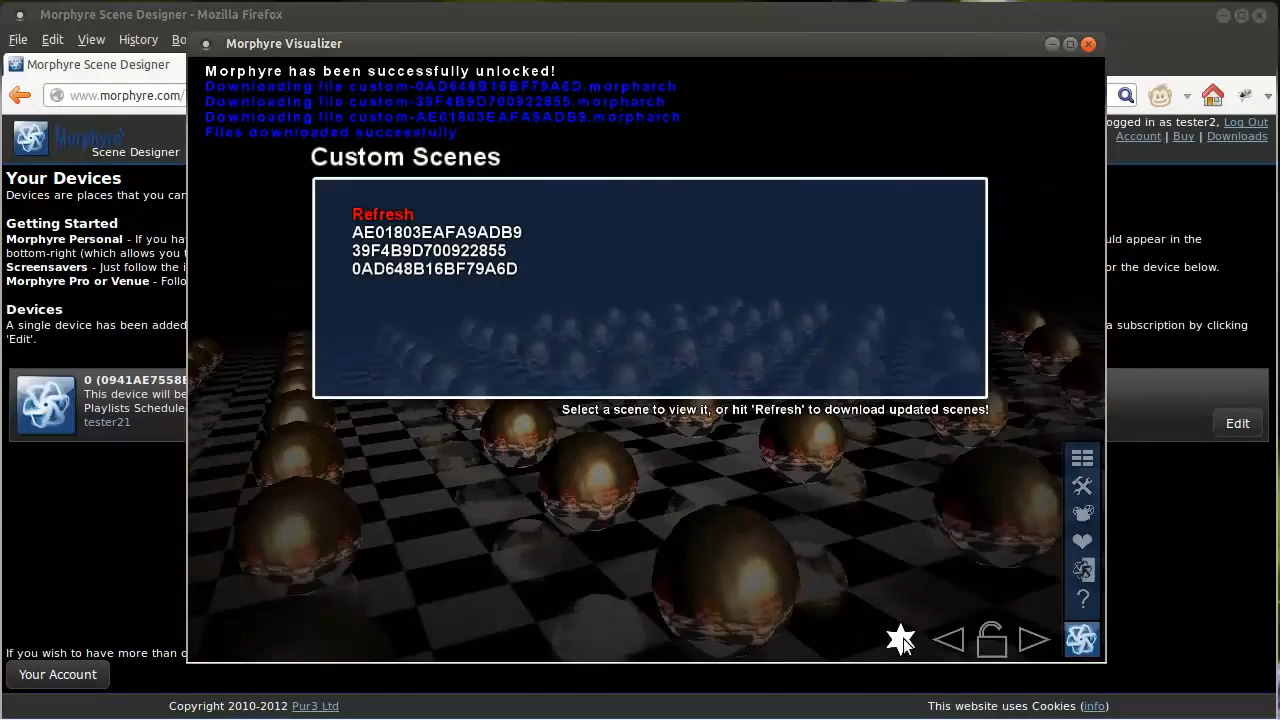 Morphyre Scene Designer - Mozilla Firefox
File Edit View History Bo
Morphyre Visualizer
Morphyre Scene Designer
www.morphyre.com/
Morphyre has been successfully unlocked!
Downloading file custom-0AD648B16BF79A6D.morpharch
Downloading file custom-39F4B9D700922855.morpharch
Downloading file custom-AE01803EAFA9ADB9.morpharch
Files downloaded successfully
ogged in as tester2, Log Out
Account | Buy | Downloads
Morphyre
Scene Designer
Your Devices
Devices are places that you can
Getting Started
Morphyre Personal - If you ha
uld appear in the
bottom-right (which allows you t
Screensavers - Just follow the i
or the device below.
Morphyre Pro or Venue - Follo
Devices
A single device has been added
a subscription by clicking
'Edit'.
0 (0941AE7558E
This device will be
Playlists Schedule
tester21
Edit
Custom Scenes
Refresh
AE01803EAFA9ADB9
39F4B9D700922855
0AD648B16BF79A6D
Select a scene to view it, or hit 'Refresh' to download updated scenes!
?
If you wish to have more than o
Your Account
Copyright 2010-2012 Pur3 Ltd
This website uses Cookies (info)